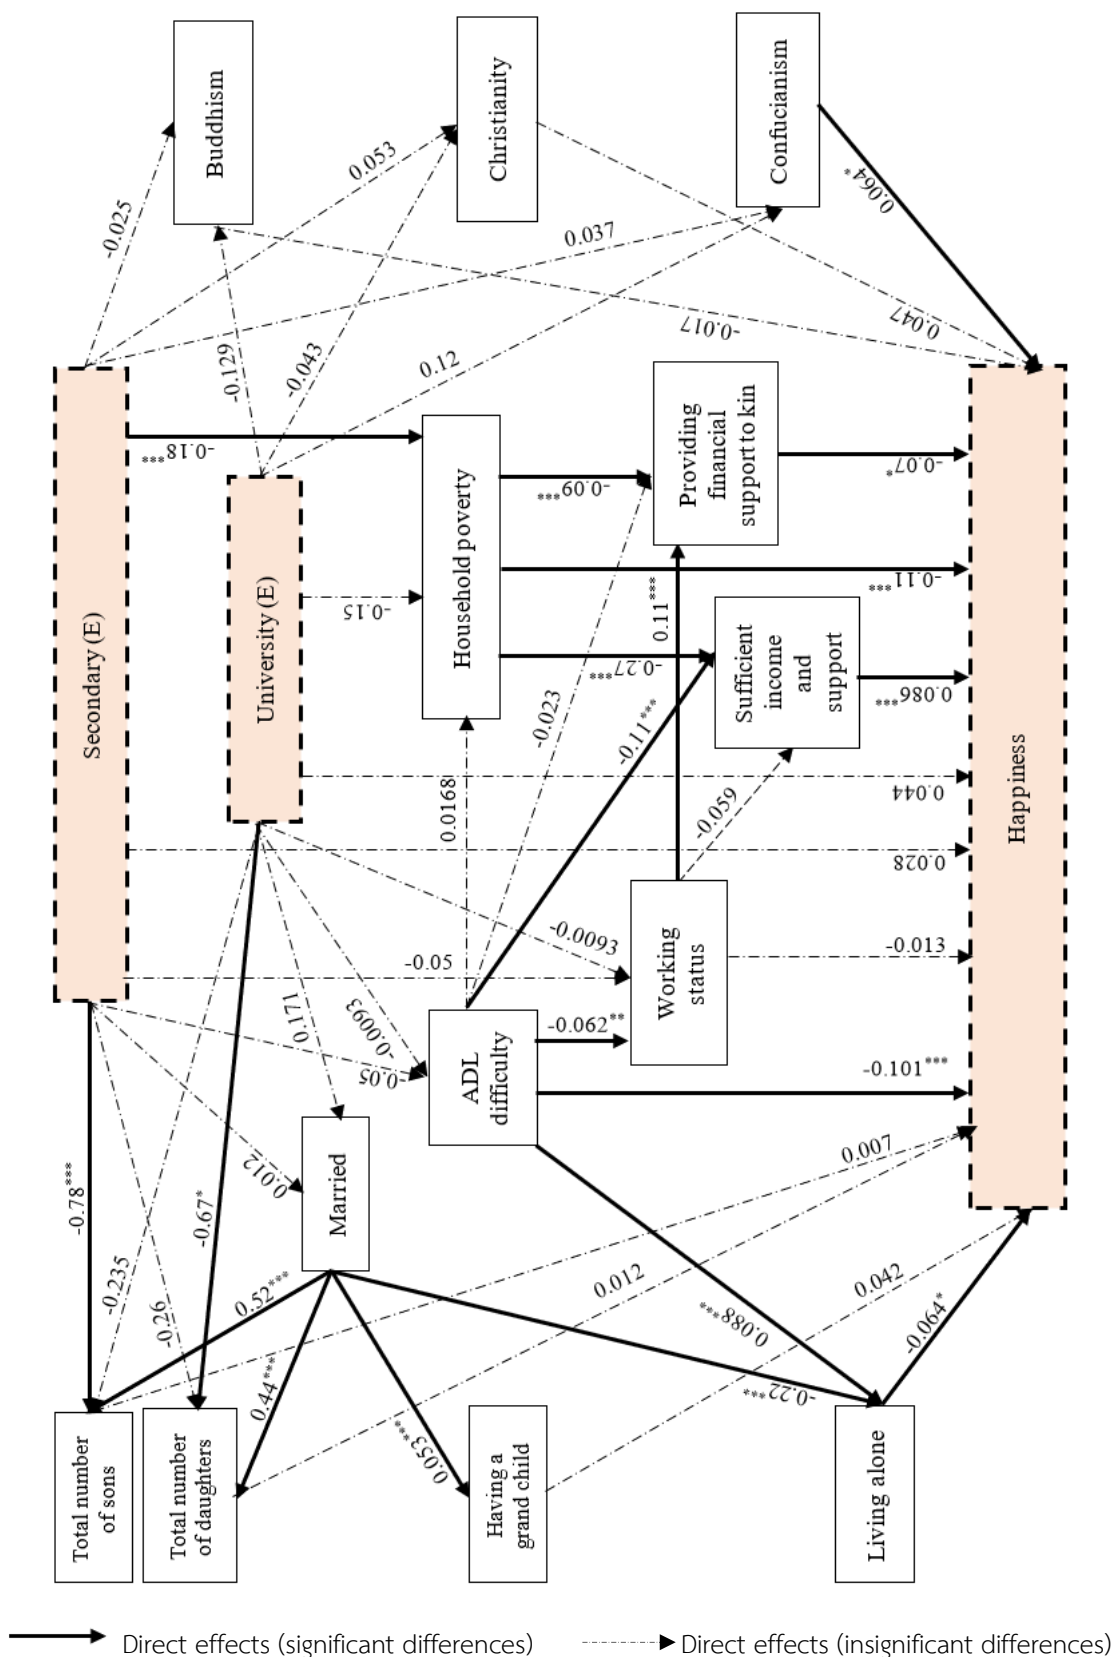 Buddhism
Christianity
Confucianism
-0.025
0.053
0.037
0.064*
-0.129
-0.043
0.12
-0.017
0.047
Secondary (E)
University (E)
-0.18***
-0.15
Household poverty
-0.09***
Providing
financial
support to kin
-0.07*
-0.11***
0.11***
-0.27***
Sufficient
income
and
support
0.086***
-0.023
-0.11***
0.0168
-0.059
0.044
0.028
Happiness
-0.0093
-0.05
Working
status
-0.013
0.171
-0.0093
-0.05
ADL
difficulty
-0.062**
-0.101***
-0.78***
0.012
-0.67*
Married
-0.235
-0.26
0.52***
0.44***
0.053***
0.007
0.012
0.042
0.088***
-0.22***
-0.064*
Total number
of sons
Total number
of daughters
Having a
grand child
Living alone
Direct effects (significant differences)
Direct effects (insignificant differences)